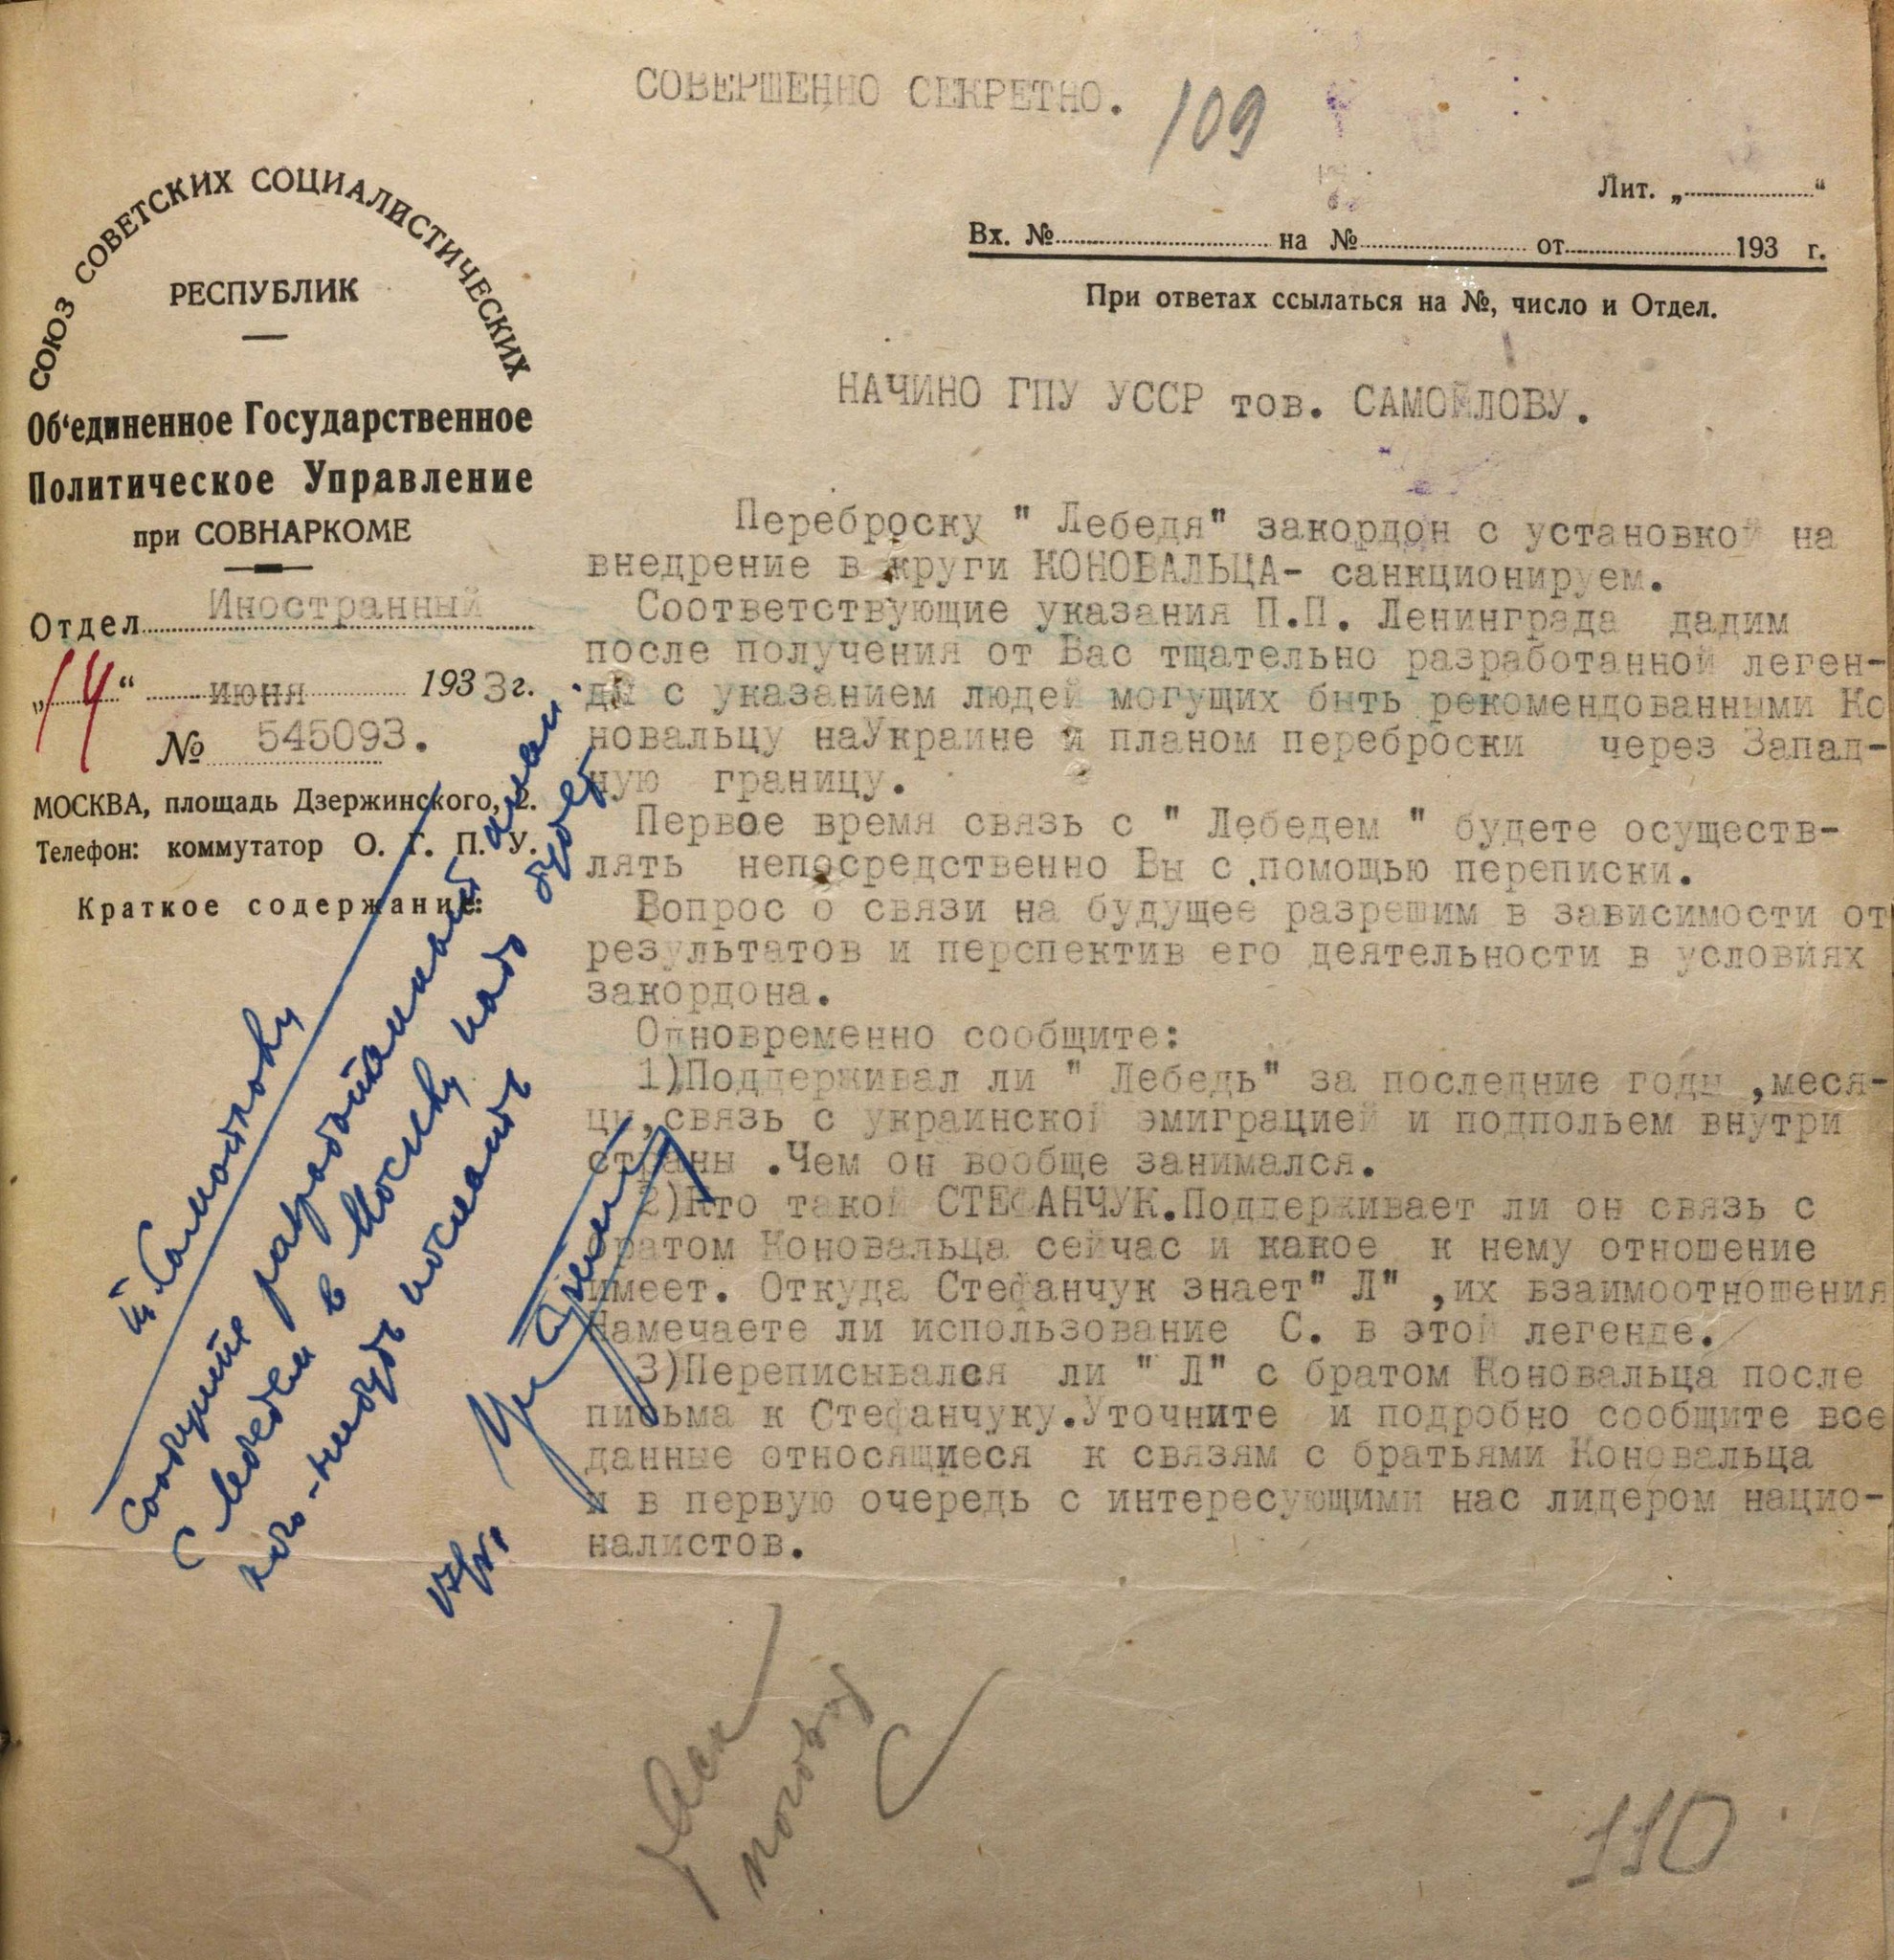 СОВЕРШЕННО СЕКРЕТНО.
109
Лит. „ “
Вх. № на № от 193 г.
При ответах ссылаться на №, число и Отдел.
СОЮЗ СОВЕТСКИХ СОЦИАЛИСТИЧЕСКИХ
РЕСПУБЛИК
Об‘единенное Государственное
Политическое Управление
при СОВНАРКОМЕ
Отдел Иностранный
„14“ июня 1933г.
№ 545093.
МОСКВА, площадь Дзержинского, 2.
Телефон: коммутатор О. Г. П. У.
Краткое содержание:
НАЧИНО ГПУ УССР тов. САМОЙЛОВУ.
Переброску " Лебедя" закордон с установкой на
внедрение в круги КОНОВАЛЬЦА- санкционируем.
Соответствующие указания П.П. Ленинграда дадим
после получения от Вас тщательно разработанной леген-
ды с указанием людей могущих быть рекомендованными Ко
новальцу наУкраине и планом переброски через Запад-
ную границу.
Первое время связь с " Лебедем " будете осуществ-
лять непосредственно Вы с помощью переписки.
Вопрос о связи на будущее разрешим в зависимости от
результатов и перспектив его деятельности в условиях
закордона.
Одновременно сообщите:
1)Поддерживал ли " Лебедь" за последние годы ,меся-
цы,связь с украинской эмиграцией и подпольем внутри
страны .Чем он вообще занимался.
2)Кто такой СТЕФАНЧУК.Поддерживает ли он связь с
братом Коновальца сейчас и какое к нему отношение
имеет. Откуда Стефанчук знает" Л" ,их взаимоотношения
Намечаете ли использование С. в этой легенде.
3)Переписывался ли " Л" с братом Коновальца после
письма к Стефанчуку.Уточните и подробно сообщите все
данные относящиеся к связям с братьями Коновальца
и в первую очередь с интересующими нас лидером нацио-
налистов.
т. Самойлову
разработанный план
с Лебедем в Москву надо будет
кого-нибудь послать
110